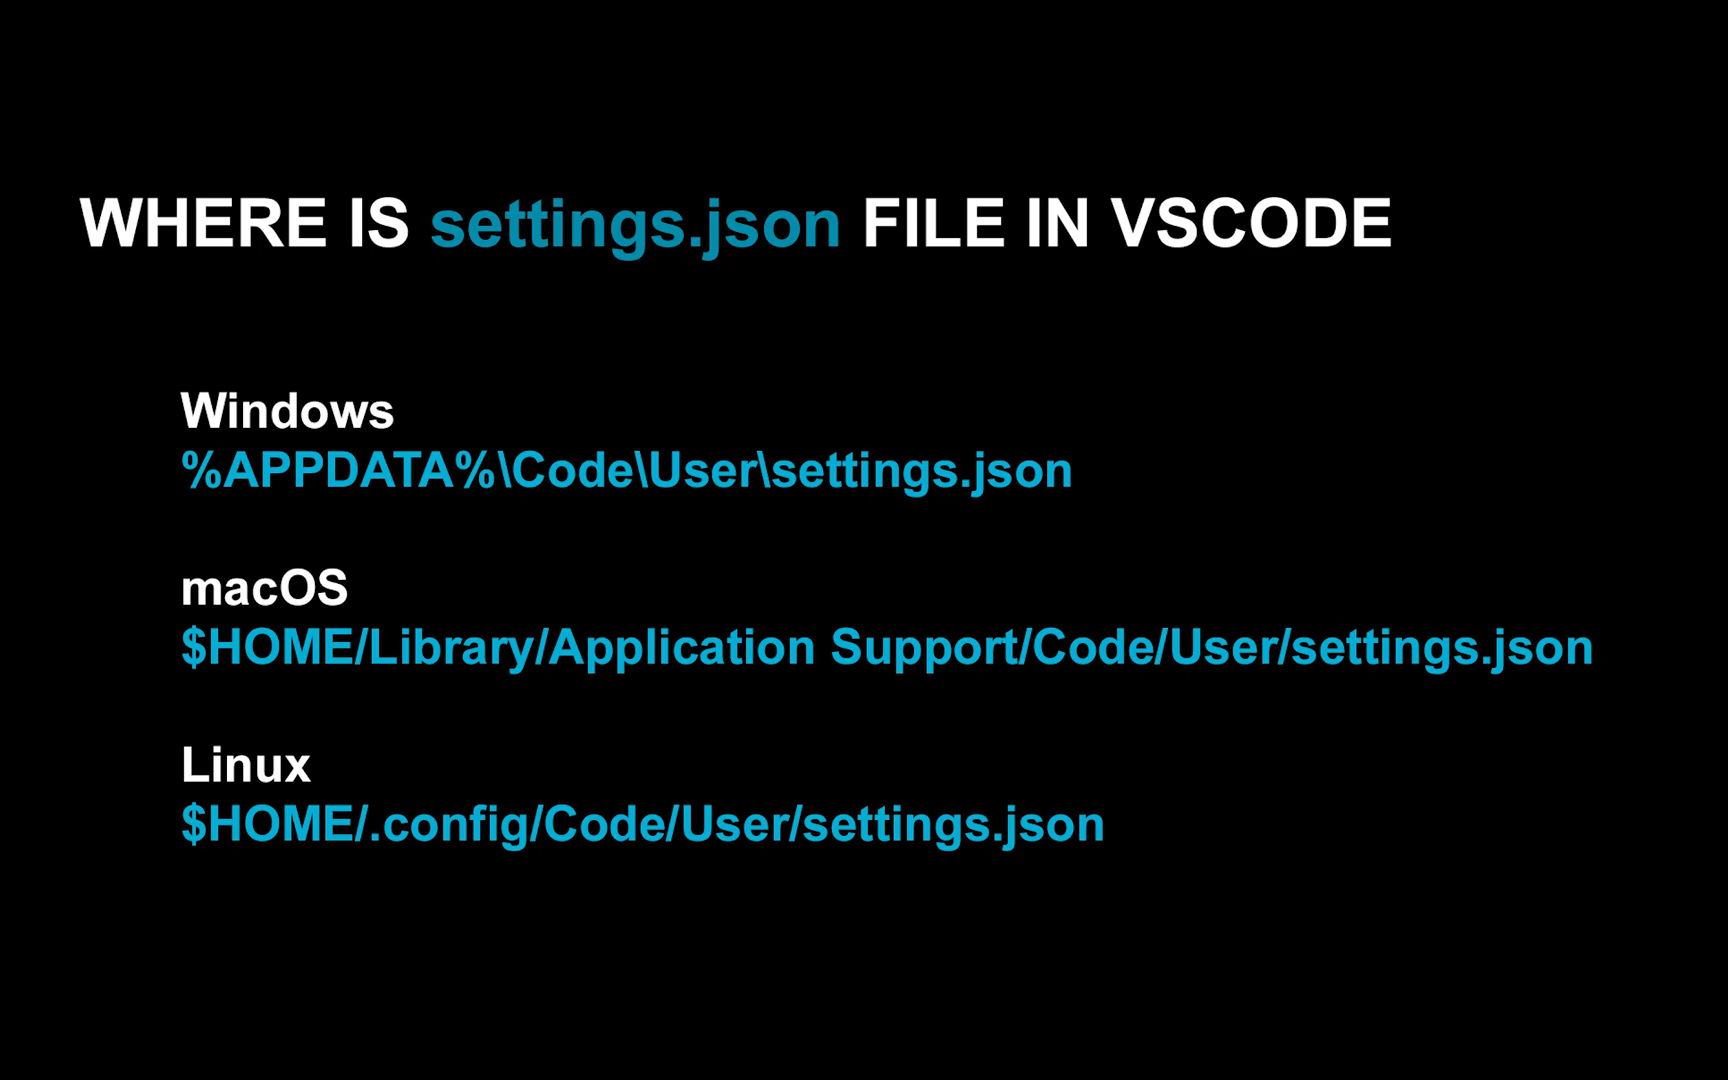 WHERE IS settings.json FILE IN VSCODE
Windows
%APPDATA%\Code\User\settings.json
macOS
$HOME/Library/Application Support/Code/User/settings.json
Linux
$HOME/.config/Code/User/settings.json